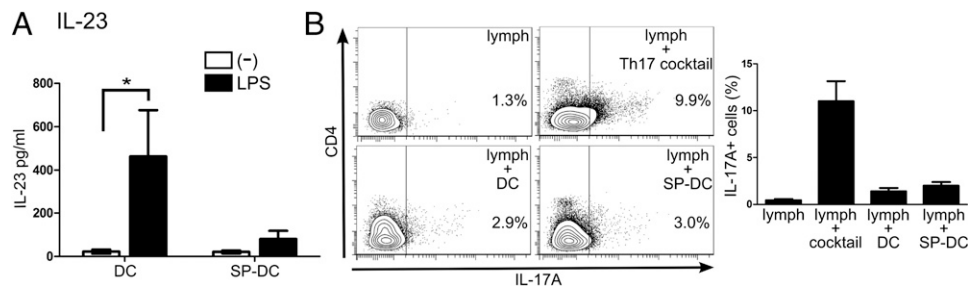 A IL-23
(-)
LPS
*
800
600
400
200
0
IL-23 pg/ml
DC
SP-DC
B
lymph
1.3%
lymph
+
Th17 cocktail
9.9%
lymph
+
DC
2.9%
lymph
+
SP-DC
3.0%
CD4
IL-17A
15
10
5
0
IL-17A+ cells (%)
lymph
lymph
+
cocktail
lymph
+
DC
lymph
+
SP-DC